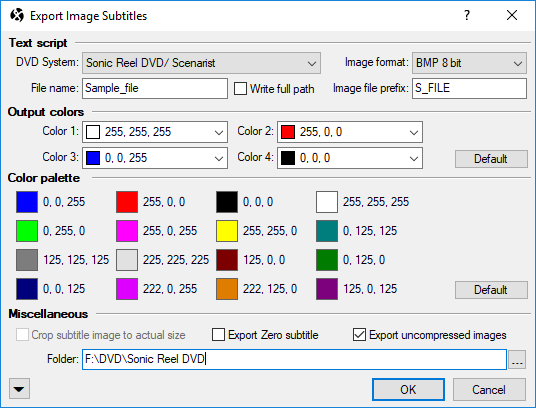 Export Image Subtitles
Text script
DVD System: Sonic Reel DVD/ Scenarist Image format: BMP 8 bit
File name: Sample_file Write full path Image file prefix: S_FILE
Output colors
Color 1: 255, 255, 255 Color 2: 255, 0, 0
Color 3: 0, 0, 255 Color 4: 0, 0, 0 Default
Color palette
0, 0, 255 255, 0, 0 0, 0, 0 255, 255, 255
0, 255, 0 255, 0, 255 255, 255, 0 0, 125, 125
125, 125, 125 225, 225, 225 125, 0, 0 0, 125, 0
0, 0, 125 222, 0, 255 222, 125, 0 125, 0, 125 Default
Miscellaneous
Crop subtitle image to actual size Export Zero subtitle Export uncompressed images
Folder: F:\DVD\Sonic Reel DVD ...
OK Cancel